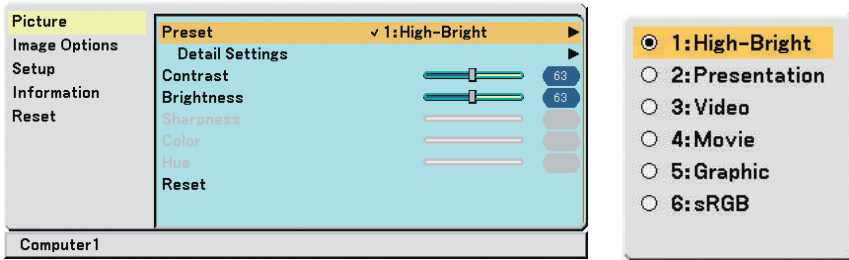 Picture
Image Options
Setup
Information
Reset
Preset ✓ 1:High-Bright
Detail Settings
Contrast 63
Brightness 63
Sharpness
Color
Hue
Reset
Computer1
1:High-Bright
2:Presentation
3:Video
4:Movie
5:Graphic
6:sRGB